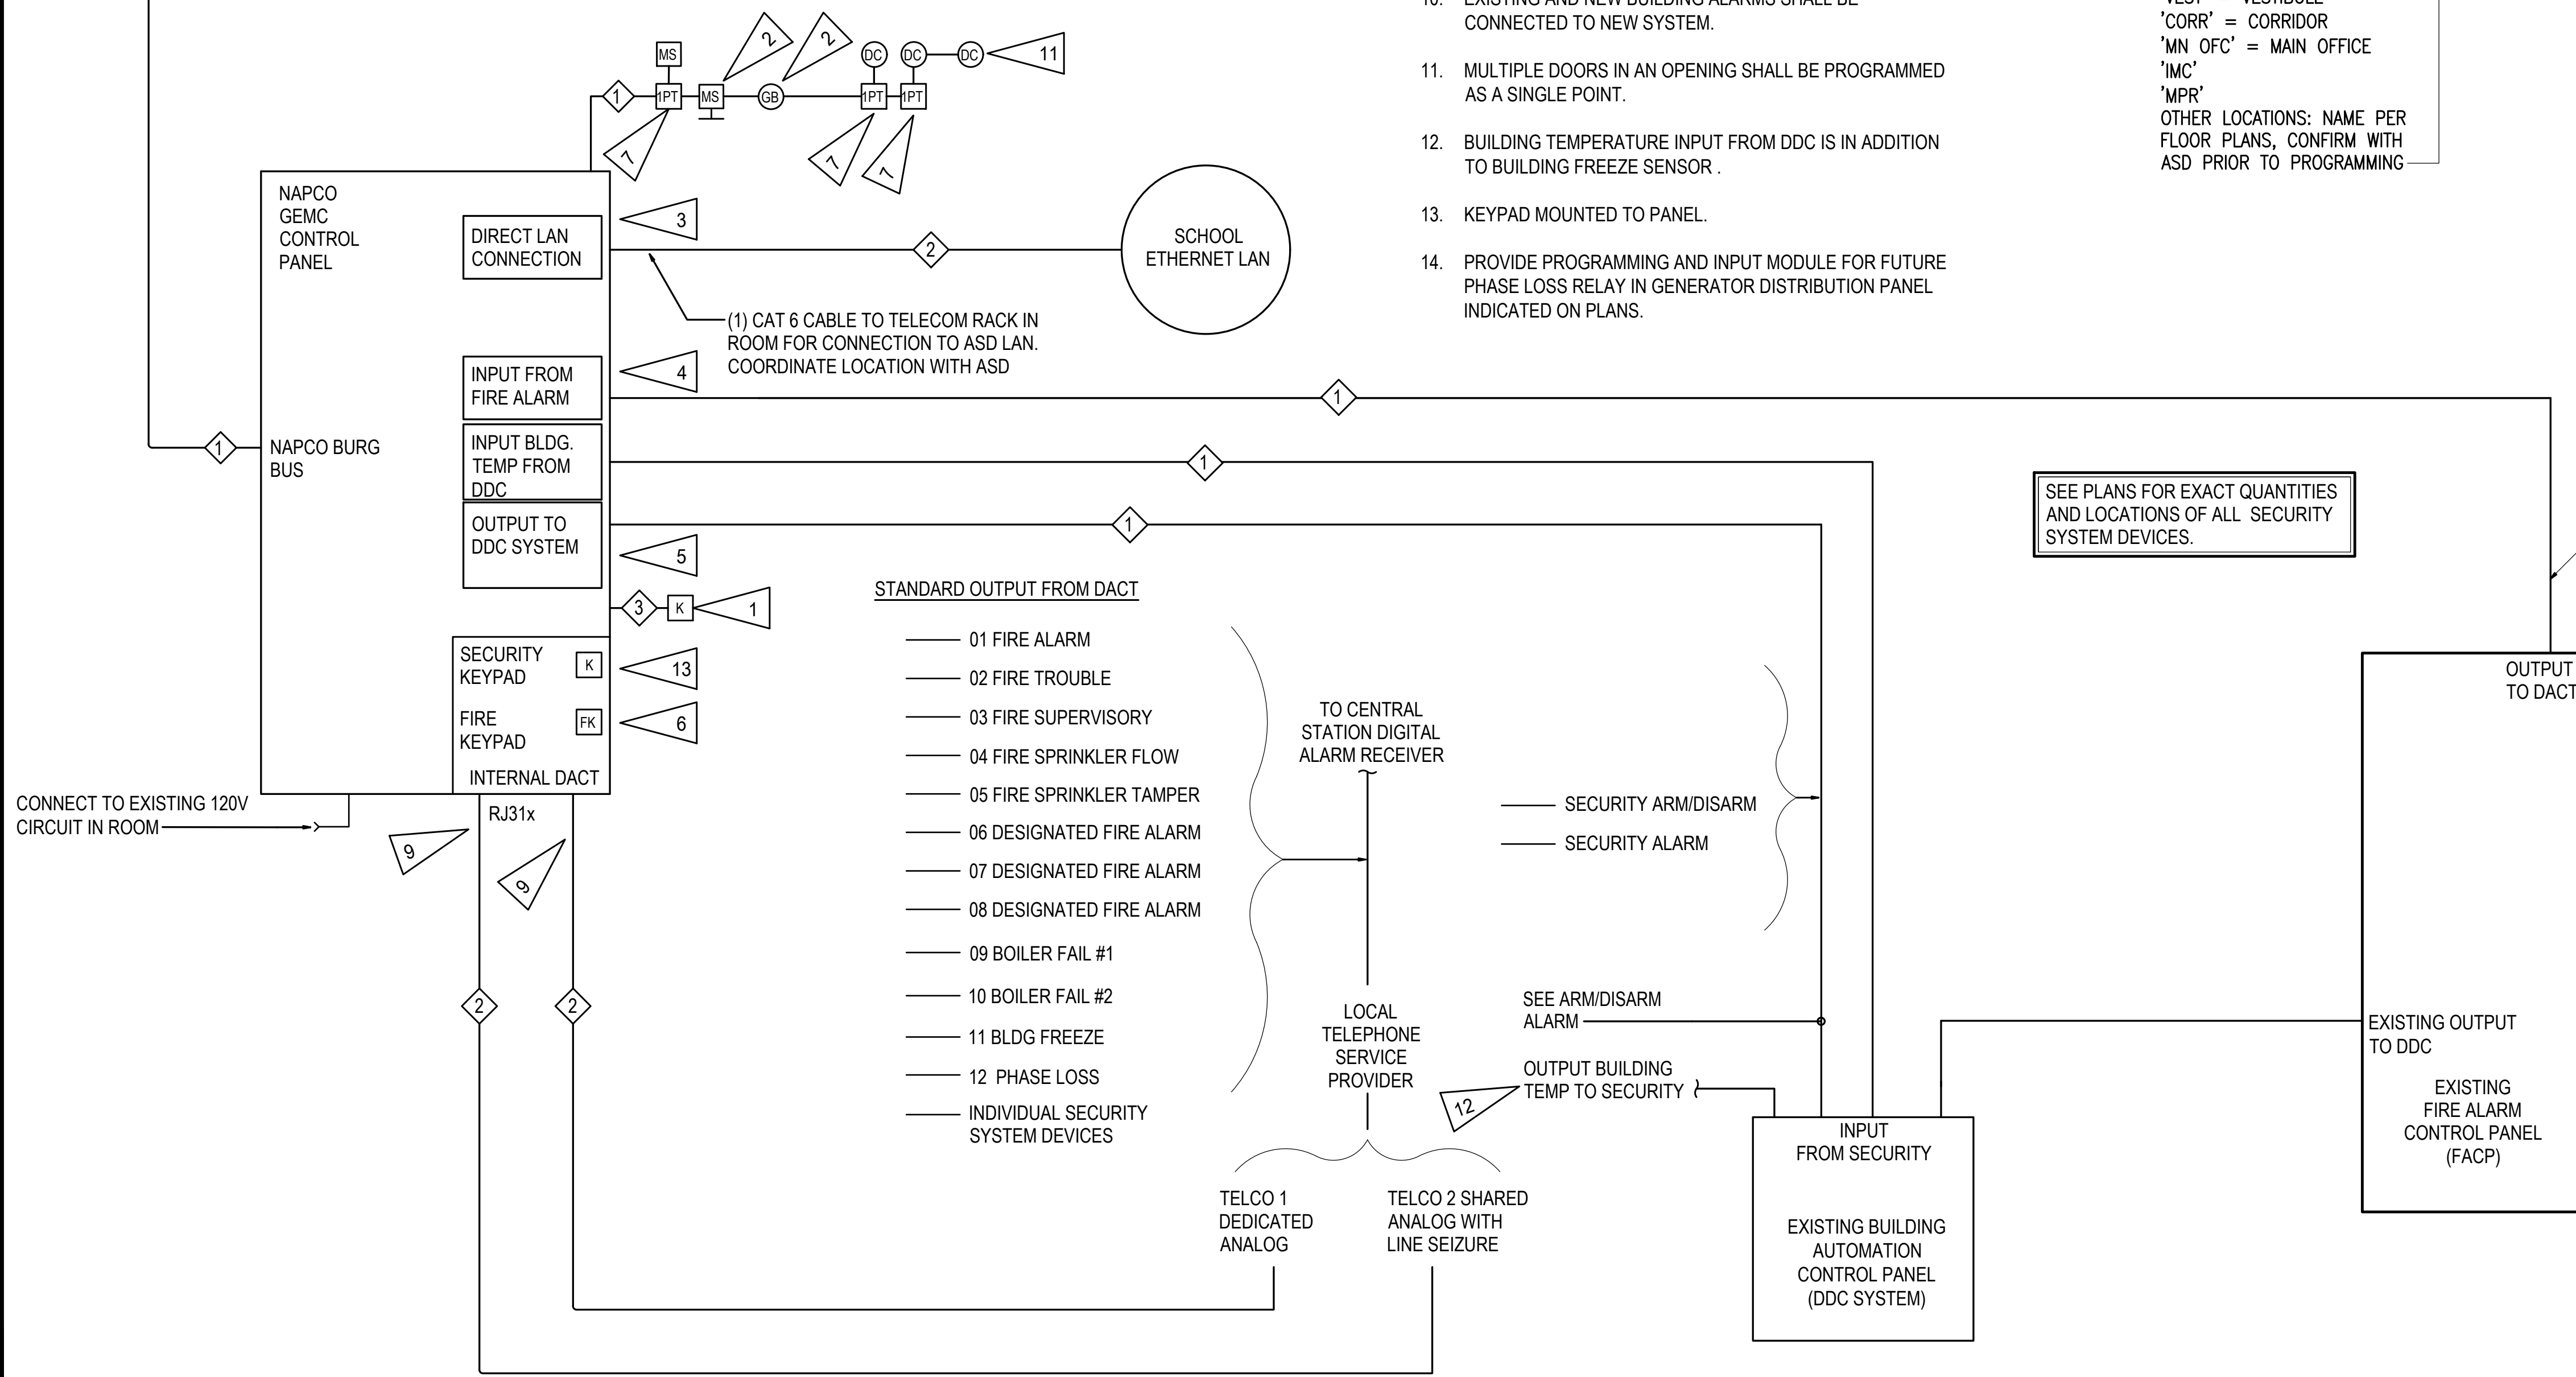 10. EXISTING AND NEW BUILDING ALARMS SHALL BE
CONNECTED TO NEW SYSTEM.
11. MULTIPLE DOORS IN AN OPENING SHALL BE PROGRAMMED
AS A SINGLE POINT.
12. BUILDING TEMPERATURE INPUT FROM DDC IS IN ADDITION
TO BUILDING FREEZE SENSOR .
13. KEYPAD MOUNTED TO PANEL.
14. PROVIDE PROGRAMMING AND INPUT MODULE FOR FUTURE
PHASE LOSS RELAY IN GENERATOR DISTRIBUTION PANEL
INDICATED ON PLANS.
'VEST' = VESTIBULE
'CORR' = CORRIDOR
'MN OFC' = MAIN OFFICE
'IMC'
'MPR'
OTHER LOCATIONS: NAME PER
FLOOR PLANS, CONFIRM WITH
ASD PRIOR TO PROGRAMMING
MS
2
2
DC
DC
DC
11
1
1PT
MS
GB
1PT
1PT
7
7
7
NAPCO
GEMC
CONTROL
PANEL
DIRECT LAN
CONNECTION
3
2
SCHOOL
ETHERNET LAN
(1) CAT 6 CABLE TO TELECOM RACK IN
ROOM FOR CONNECTION TO ASD LAN.
COORDINATE LOCATION WITH ASD
INPUT FROM
FIRE ALARM
4
1
1
NAPCO BURG
BUS
INPUT BLDG.
TEMP FROM
DDC
1
OUTPUT TO
DDC SYSTEM
1
5
3
K
1
SEE PLANS FOR EXACT QUANTITIES
AND LOCATIONS OF ALL SECURITY
SYSTEM DEVICES.
SECURITY
KEYPAD
K
13
FIRE
KEYPAD
FK
6
INTERNAL DACT
CONNECT TO EXISTING 120V
CIRCUIT IN ROOM
RJ31x
9
9
2
2
STANDARD OUTPUT FROM DACT
01 FIRE ALARM
02 FIRE TROUBLE
03 FIRE SUPERVISORY
04 FIRE SPRINKLER FLOW
05 FIRE SPRINKLER TAMPER
06 DESIGNATED FIRE ALARM
07 DESIGNATED FIRE ALARM
08 DESIGNATED FIRE ALARM
09 BOILER FAIL #1
10 BOILER FAIL #2
11 BLDG FREEZE
12 PHASE LOSS
INDIVIDUAL SECURITY
SYSTEM DEVICES
TO CENTRAL
STATION DIGITAL
ALARM RECEIVER
LOCAL
TELEPHONE
SERVICE
PROVIDER
TELCO 1
DEDICATED
ANALOG
TELCO 2 SHARED
ANALOG WITH
LINE SEIZURE
SECURITY ARM/DISARM
SECURITY ALARM
SEE ARM/DISARM
ALARM
OUTPUT BUILDING
TEMP TO SECURITY
12
INPUT
FROM SECURITY
EXISTING BUILDING
AUTOMATION
CONTROL PANEL
(DDC SYSTEM)
OUTPUT
TO DACT
EXISTING OUTPUT
TO DDC
EXISTING
FIRE ALARM
CONTROL PANEL
(FACP)